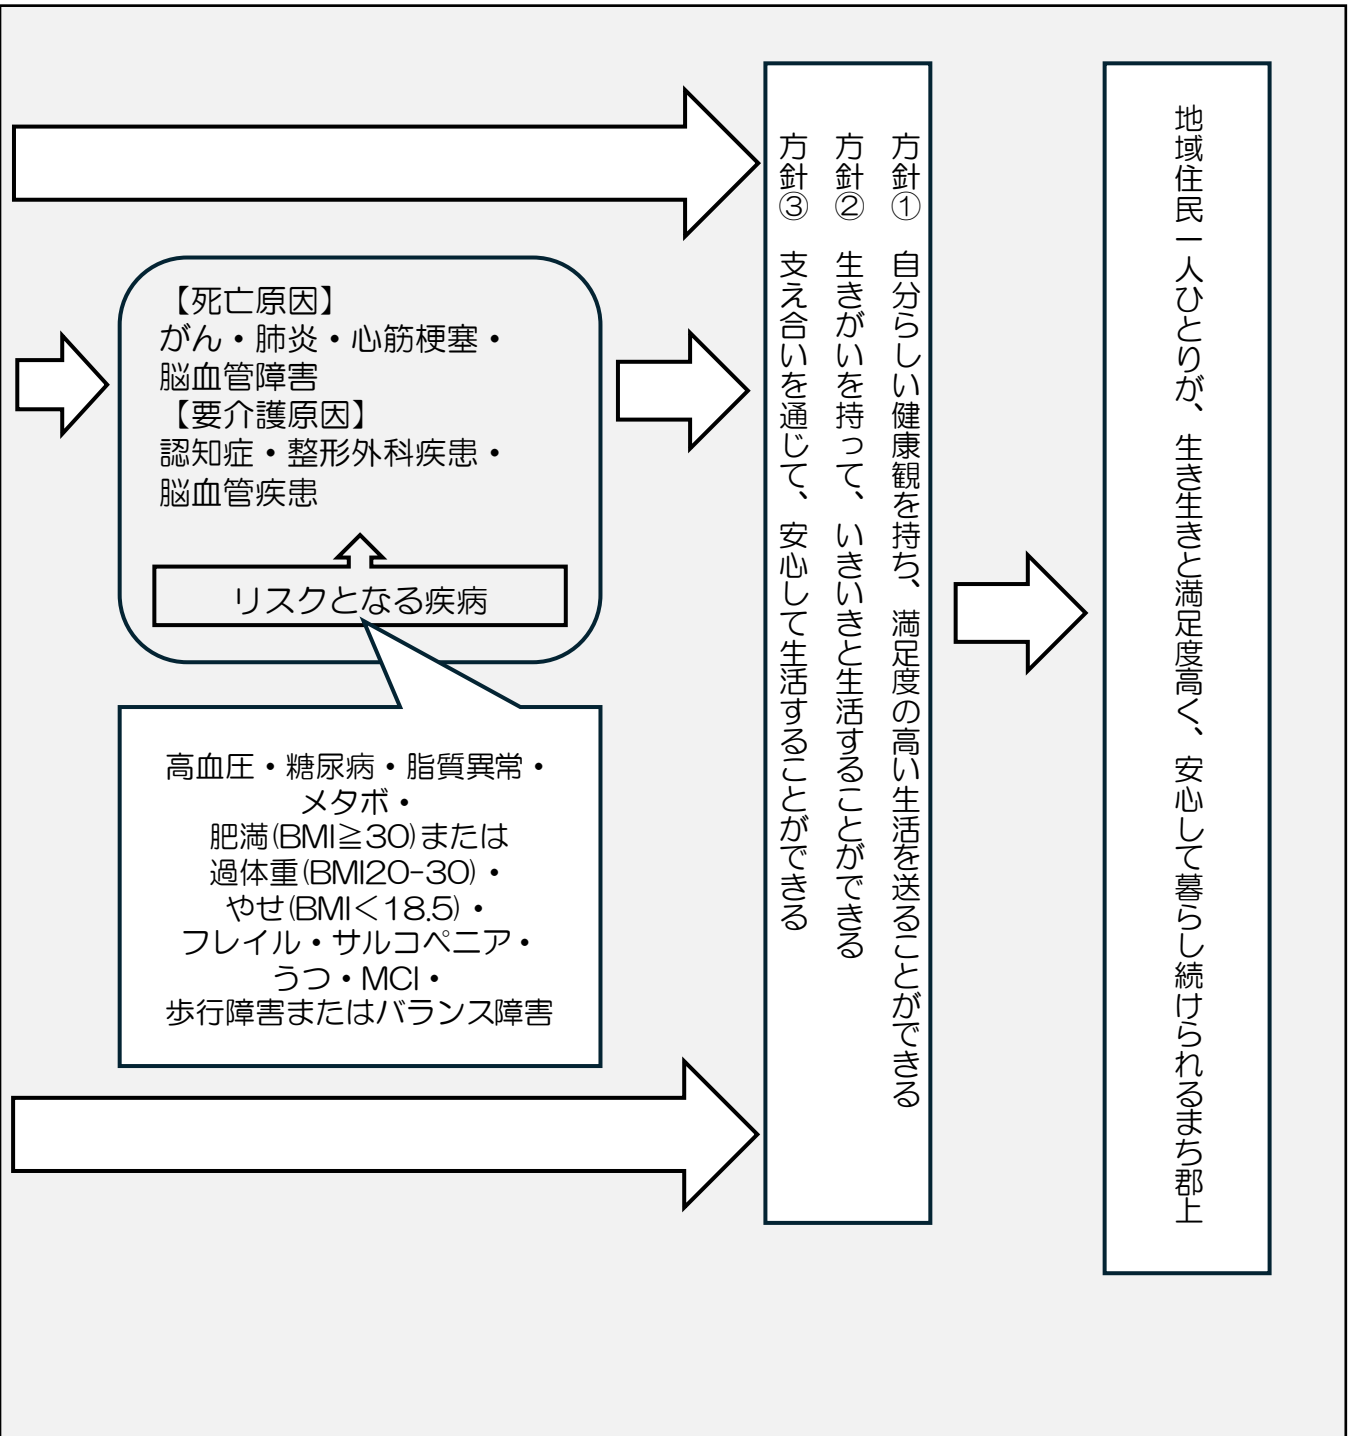 【死亡原因】
がん・肺炎・心筋梗塞・
脳血管障害
【要介護原因】
認知症・整形外科疾患・
脳血管疾患
リスクとなる疾病
高血圧・糖尿病・脂質異常・
メタボ・
肥満(BMI≧30)または
過体重(BMI20-30)・
やせ(BMI<18.5)・
フレイル・サルコペニア・
うつ・MCI・
歩行障害またはバランス障害
方針① 自分らしい健康観を持ち、満足度の高い生活を送ることができる
方針② 生きがいを持って、いきいきと生活することができる
方針③ 支え合いを通じて、安心して生活することができる
地域住民一人ひとりが、生き生きと満足度高く、安心して暮らし続けられるまち郡上